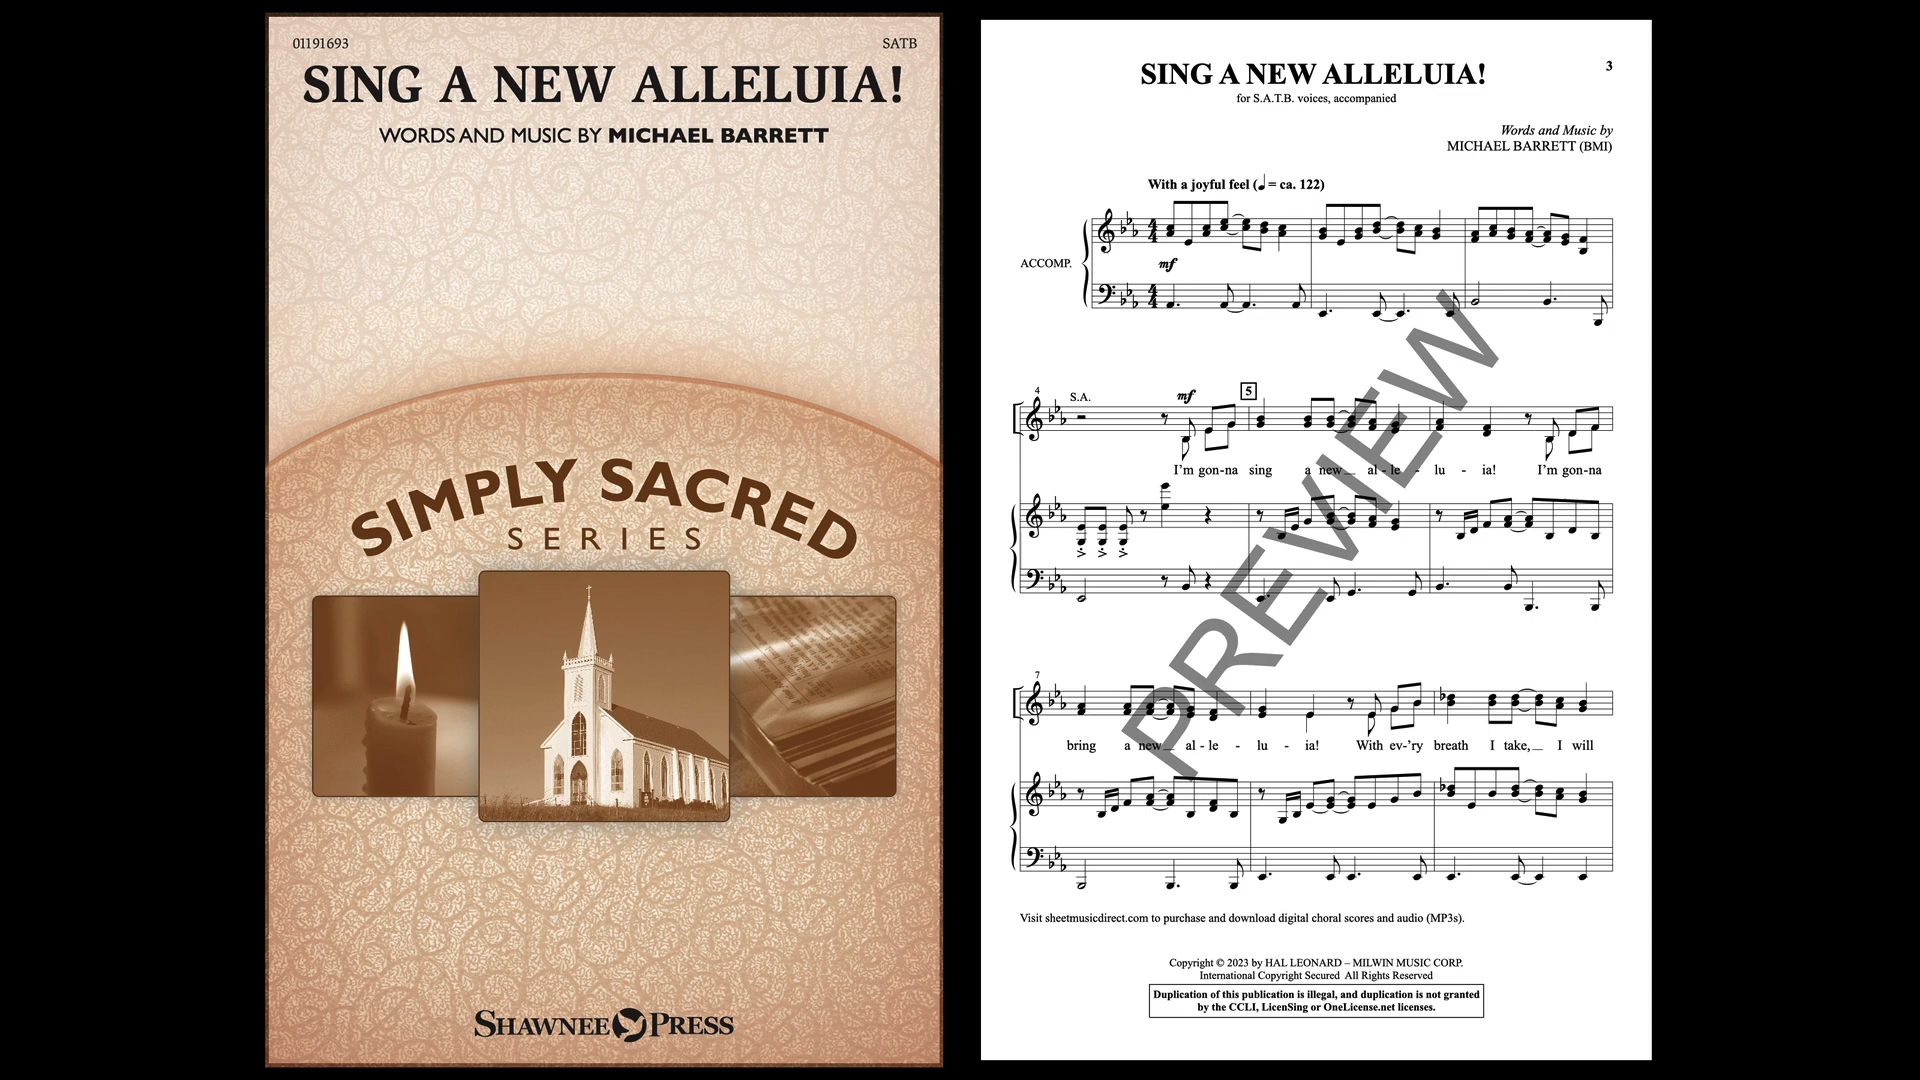 01191693
SATB
SING A NEW ALLELUIA!
WORDS AND MUSIC BY MICHAEL BARRETT
SIMPLY SACRED
SERIES
SHAWNEE PRESS
SING A NEW ALLELUIA!
3
for S.A.T.B. voices, accompanied
Words and Music by
MICHAEL BARRETT (BMI)
With a joyful feel (♩ = ca. 122)
ACCOMP.
mf
4
S.A.
mf
5
I'm gon-na sing a new al - le - lu - ia! I'm gon-na
7
bring a new al - le - lu - ia! With ev-'ry breath I take, I will
PREVIEW
Visit sheetmusicdirect.com to purchase and download digital choral scores and audio (MP3s).
Copyright © 2023 by HAL LEONARD – MILWIN MUSIC CORP.
International Copyright Secured All Rights Reserved
Duplication of this publication is illegal, and duplication is not granted
by the CCLI, LicenSing or OneLicense.net licenses.